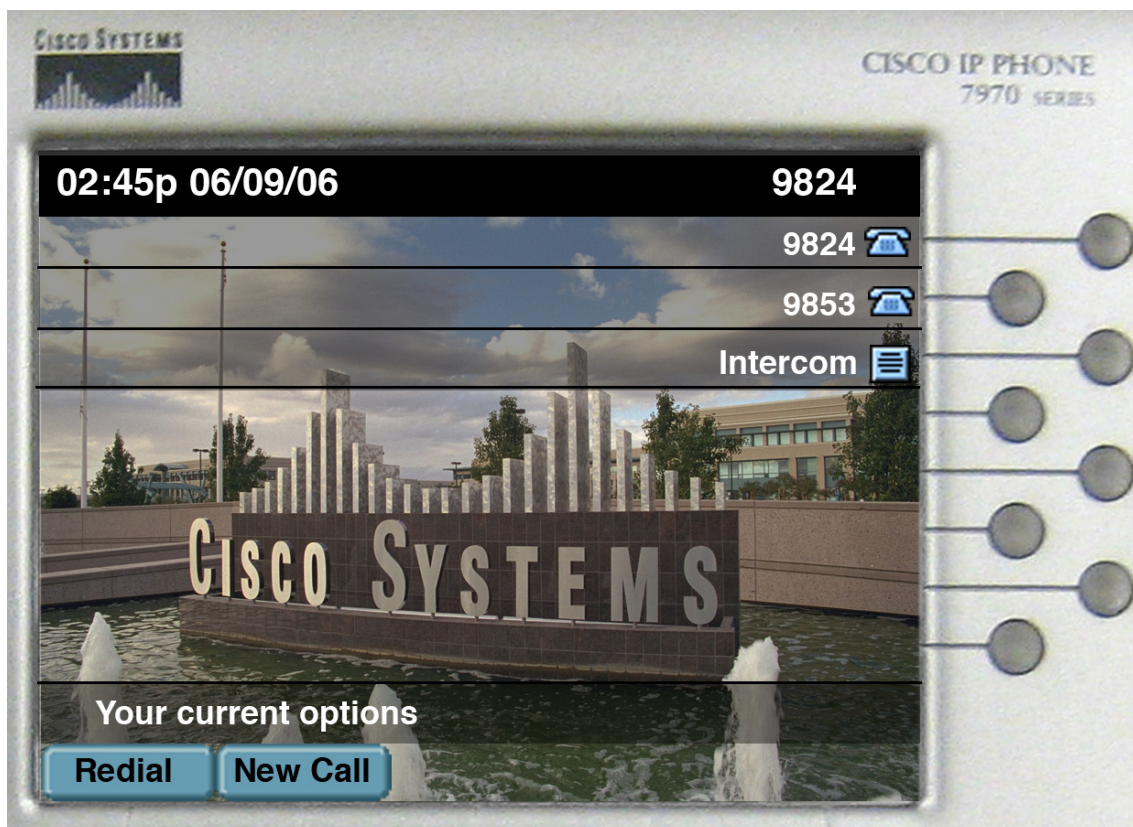 CISCO SYSTEMS
CISCO IP PHONE
7970 SERIES
02:45p 06/09/06 9824
9824
9853
Intercom
CISCO SYSTEMS
Your current options
Redial New Call